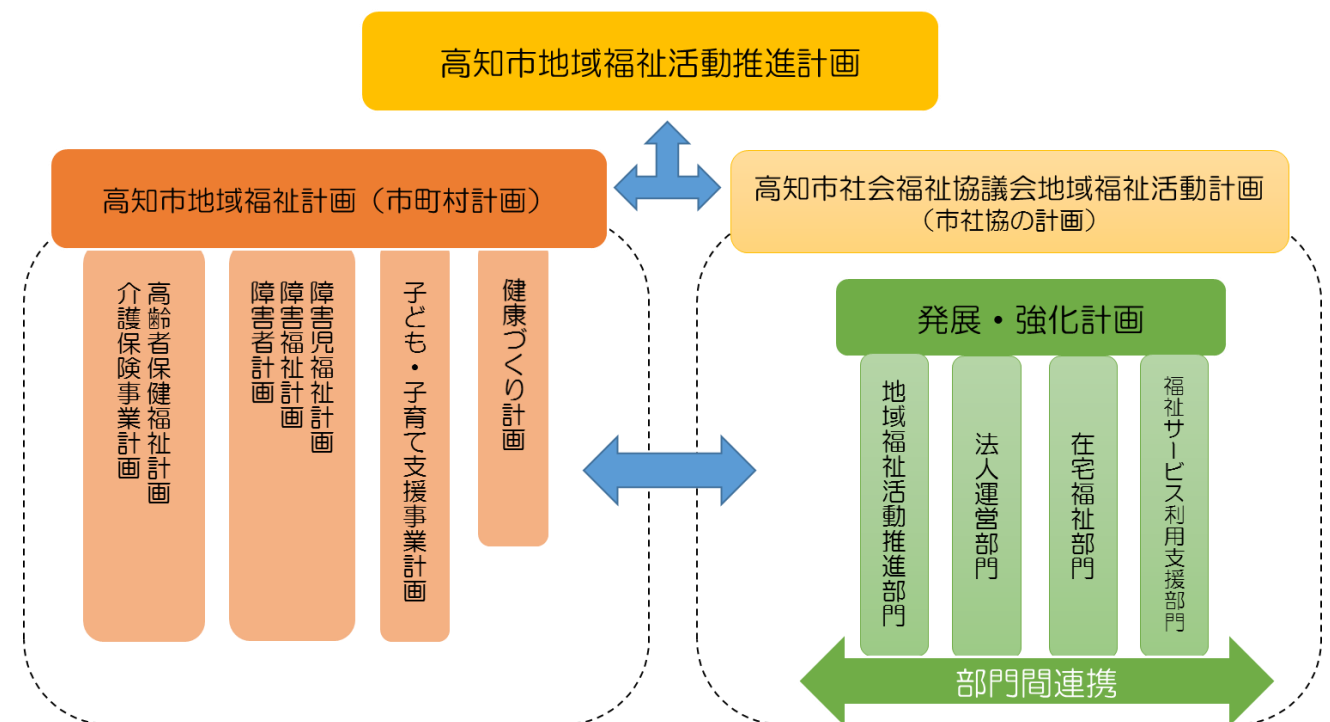 高知市地域福祉活動推進計画
高知市地域福祉計画（市町村計画）
高齢者保健福祉計画
介護保険事業計画
障害児福祉計画
障害福祉計画
障害者計画
子ども・子育て支援事業計画
健康づくり計画
高知市社会福祉協議会地域福祉活動計画
（市社協の計画）
発展・強化計画
地域福祉活動推進部門
法人運営部門
在宅福祉部門
福祉サービス利用支援部門
部門間連携